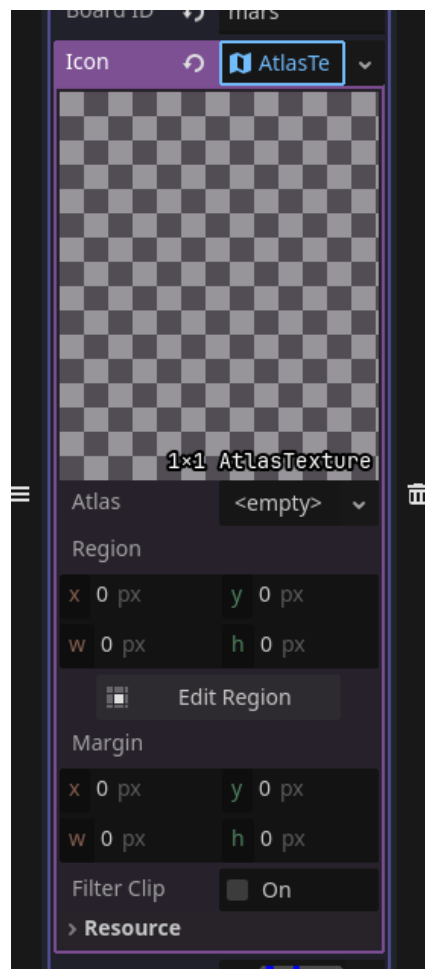 Board ID mars
Icon AtlasTe
1×1 AtlasTexture
Atlas <empty>
Region
x 0 px y 0 px
w 0 px h 0 px
Edit Region
Margin
x 0 px y 0 px
w 0 px h 0 px
Filter Clip On
Resource